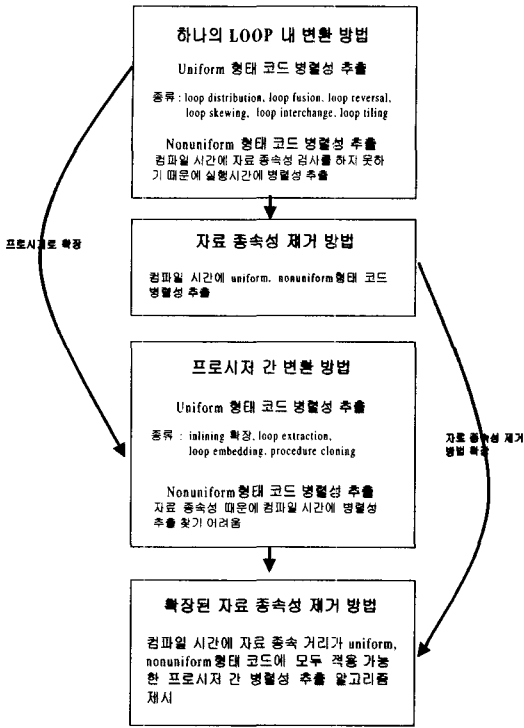 하나의 LOOP 내 변환 방법
Uniform 형태 코드 병렬성 추출
종류 : loop distribution, loop fusion, loop reversal,
loop skewing, loop interchange, loop tiling
Nonuniform 형태 코드 병렬성 추출
컴파일 시간에 자료 종속성 검사를 하지 못하
기 때문에 실행시간에 병렬성 추출
프로시저로 확장
자료 종속성 제거 방법
컴파일 시간에 uniform, nonuniform형태 코드
병렬성 추출
프로시저 간 변환 방법
Uniform 형태 코드 병렬성 추출
종류 : inlining 확장, loop extraction,
loop embedding, procedure cloning
Nonuniform형태 코드 병렬성 추출
자료 종속성 때문에 컴파일 시간에 병렬성
추출 찾기 어려움
자료 종속성 제거
방법 확장
확장된 자료 종속성 제거 방법
컴파일 시간에 자료 종속 거리가 uniform,
nonuniform형태 코드에 모두 적용 가능
한 프로시저 간 병렬성 추출 알고리즘
제시